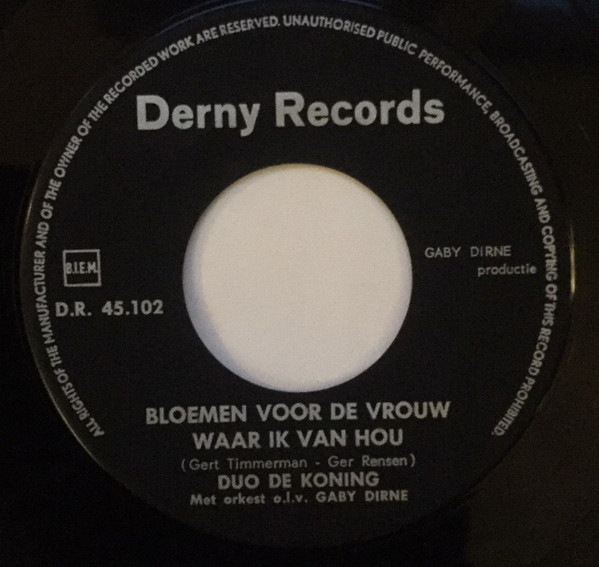 ALL RIGHTS OF THE MANUFACTURER AND OF THE OWNER OF THE RECORDED WORK ARE RESERVED. UNAUTHORISED PUBLIC PERFORMANCE, BROADCASTING AND COPYING OF THIS RECORD PROHIBITED.
Derny Records
GABY DIRNE
productie
B.I.E.M.
D.R. 45.102
BLOEMEN VOOR DE VROUW
WAAR IK VAN HOU
(Gert Timmerman - Ger Rensen)
DUO DE KONING
Met orkest o.l.v. GABY DIRNE